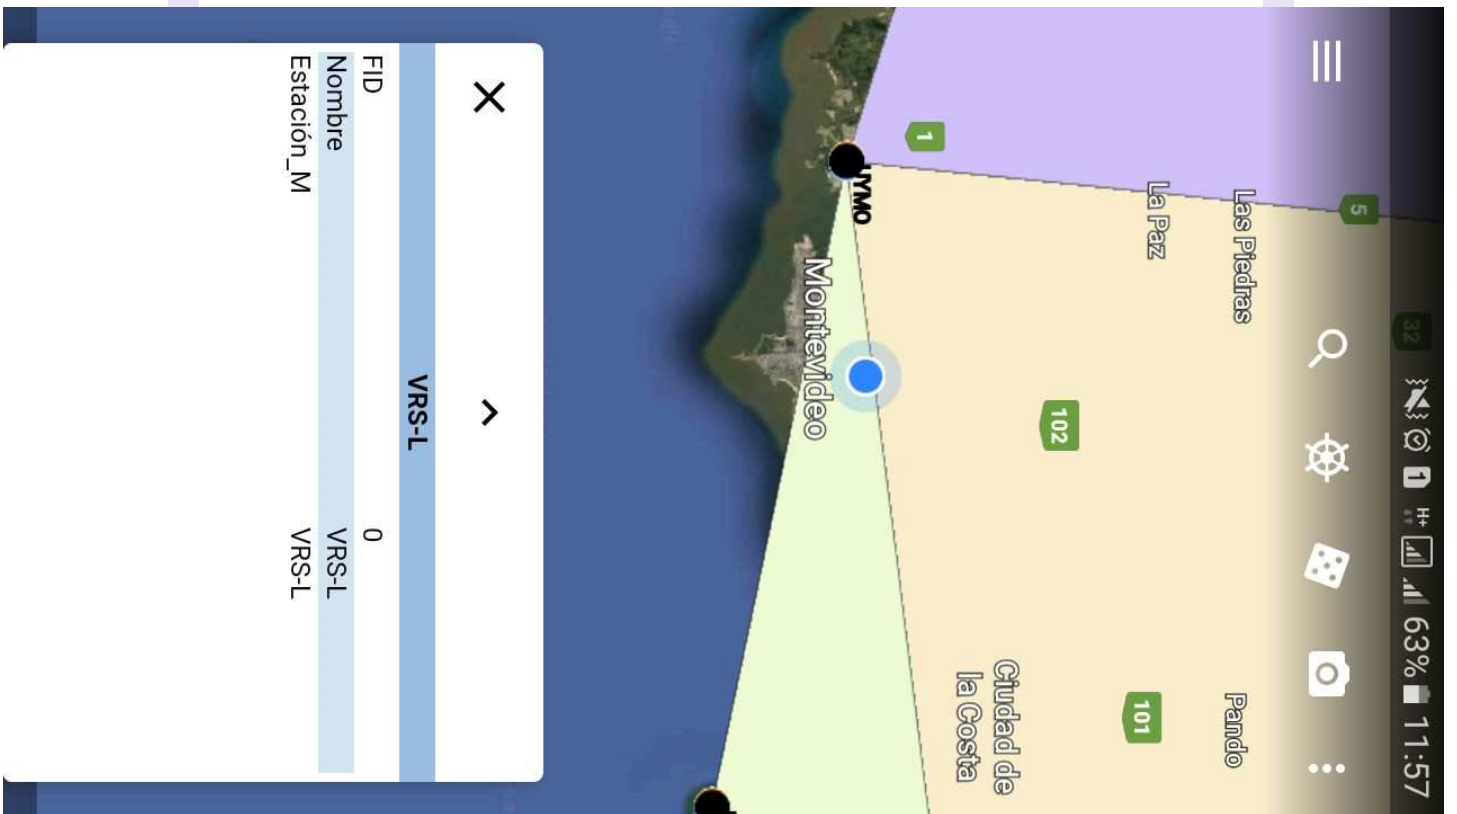 H+ 63% 11:57
32
5
Las Piedras
La Paz
1
102
Pando
101
Ciudad de
la Costa
UYMO
Montevideo
VRS-L
FID 0
Nombre VRS-L
Estación_M VRS-L